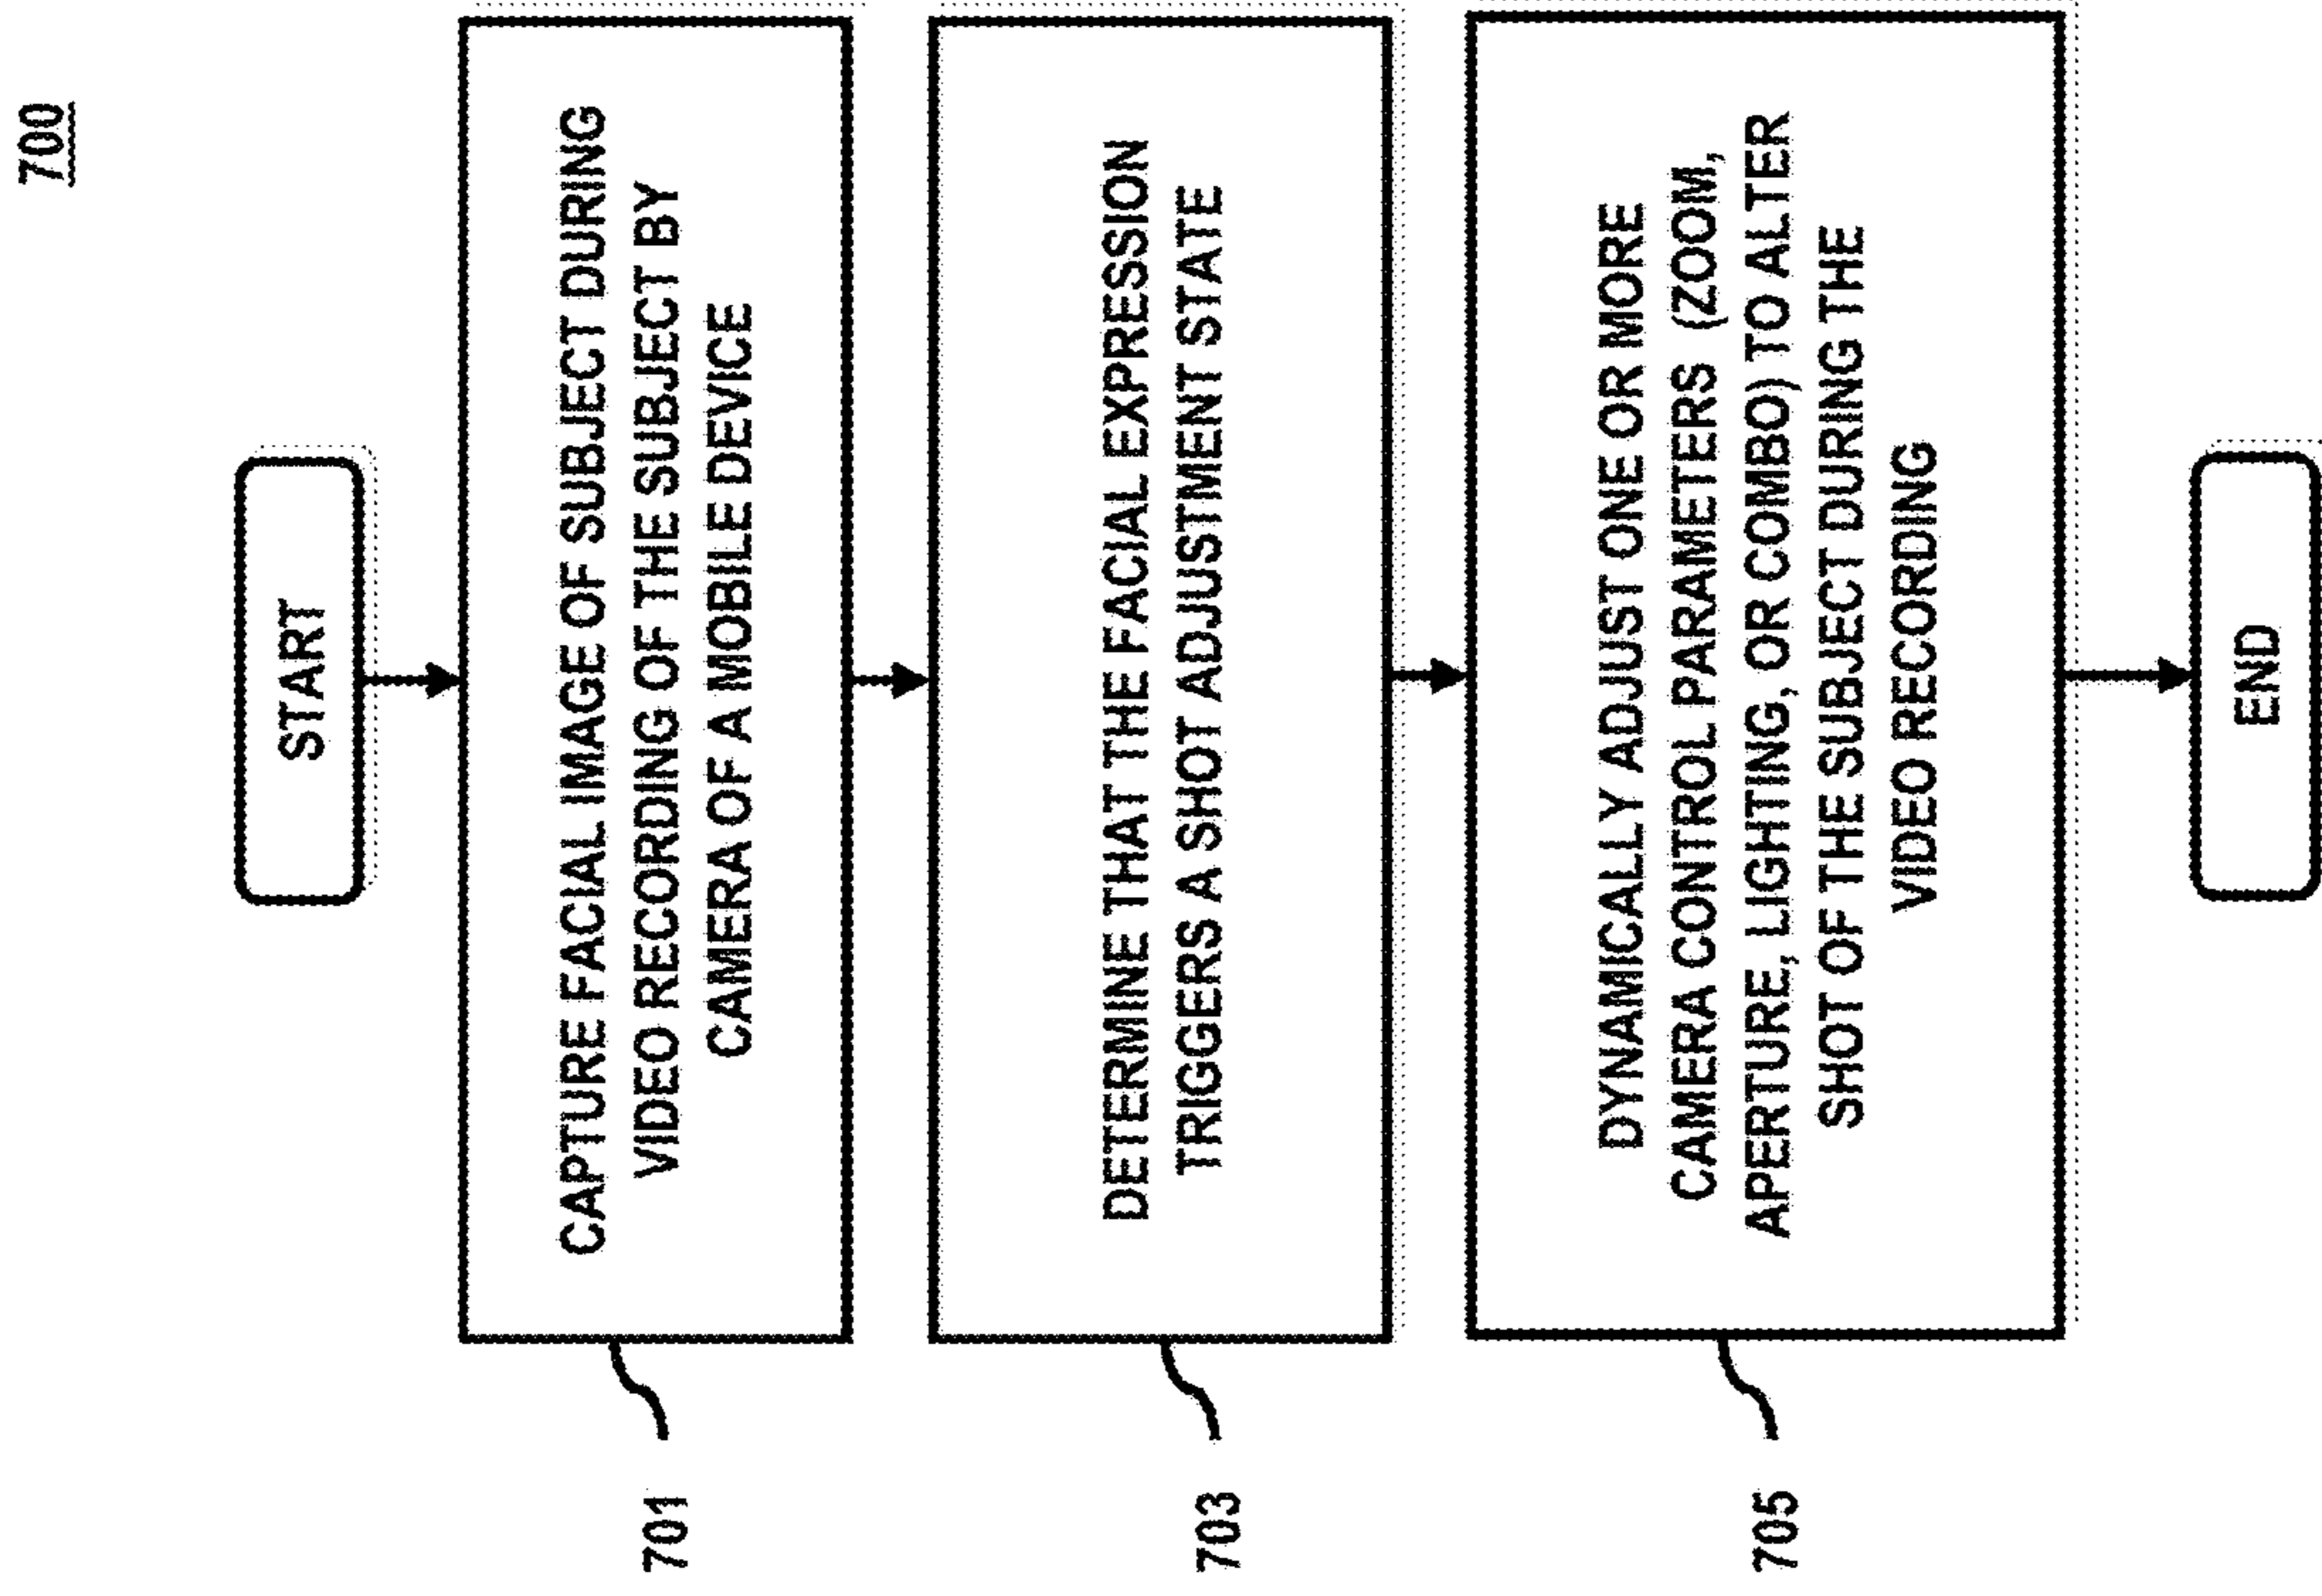 700
START
701
CAPTURE FACIAL IMAGE OF SUBJECT DURING
VIDEO RECORDING OF THE SUBJECT BY
CAMERA OF A MOBILE DEVICE
703
DETERMINE THAT THE FACIAL EXPRESSION
TRIGGERS A SHOT ADJUSTMENT STATE
705
DYNAMICALLY ADJUST ONE OR MORE
CAMERA CONTROL PARAMETERS (ZOOM,
APERTURE, LIGHTING, OR COMBO) TO ALTER
SHOT OF THE SUBJECT DURING THE
VIDEO RECORDING
END